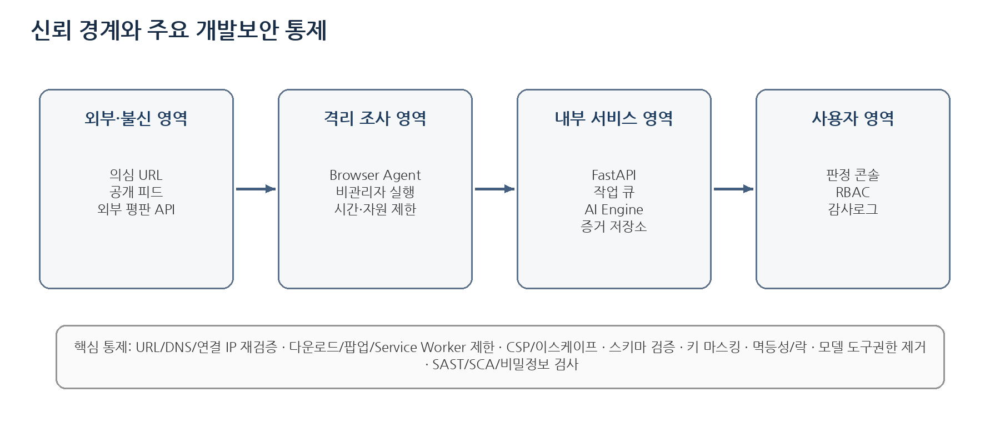 신뢰 경계와 주요 개발보안 통제
외부·불신 영역
의심 URL
공개 피드
외부 평판 API
격리 조사 영역
Browser Agent
비관리자 실행
시간·자원 제한
내부 서비스 영역
FastAPI
작업 큐
AI Engine
증거 저장소
사용자 영역
판정 콘솔
RBAC
감사로그
핵심 통제: URL/DNS/연결 IP 재검증 · 다운로드/팝업/Service Worker 제한 · CSP/이스케이프 · 스키마 검증 · 키 마스킹 · 멱등성/락 · 모델 도구권한 제거
· SAST/SCA/비밀정보 검사